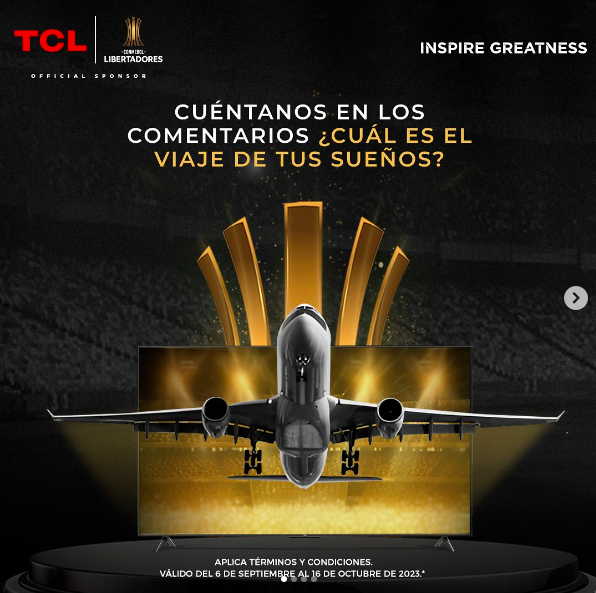 TCL
CONMEBOL
LIBERTADORES
OFFICIAL SPONSOR
INSPIRE GREATNESS
CUÉNTANOS EN LOS
COMENTARIOS ¿CUÁL ES EL
VIAJE DE TUS SUEÑOS?
APLICA TÉRMINOS Y CONDICIONES.
VÁLIDO DEL 6 DE SEPTIEMBRE AL 16 DE OCTUBRE DE 2023.*